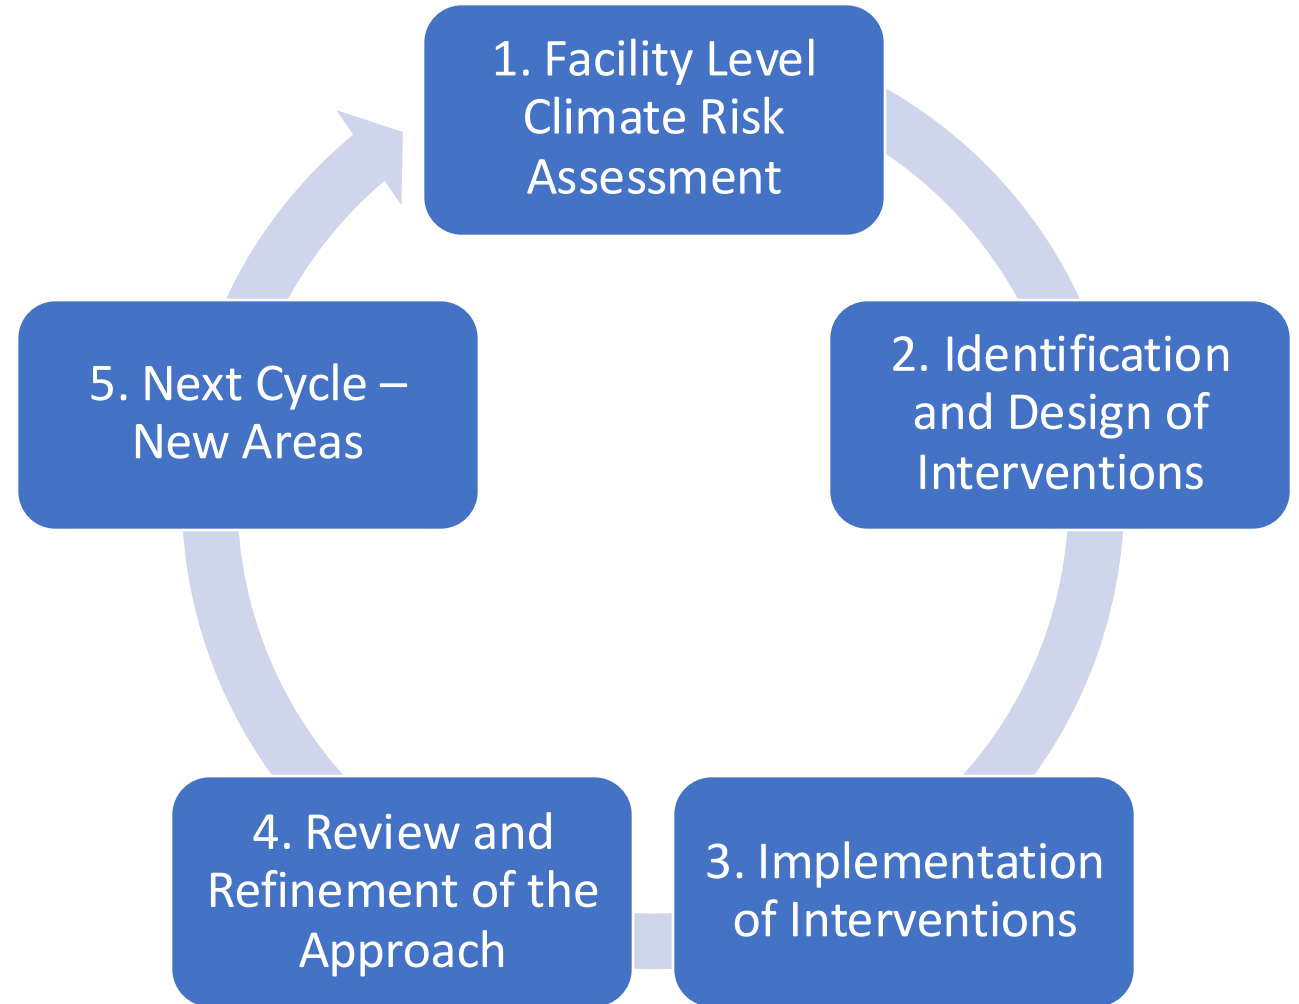 1. Facility Level
Climate Risk
Assessment
2. Identification
and Design of
Interventions
3. Implementation
of Interventions
4. Review and
Refinement of the
Approach
5. Next Cycle –
New Areas